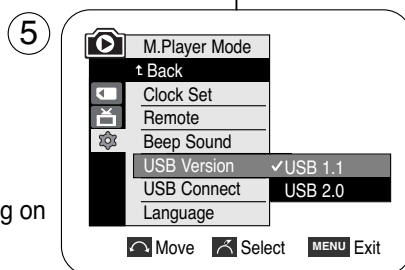 5
M.Player Mode
Back
Clock Set
Remote
Beep Sound
USB Version ✓USB 1.1
USB Connect USB 2.0
Language
g on
Move Select MENU Exit